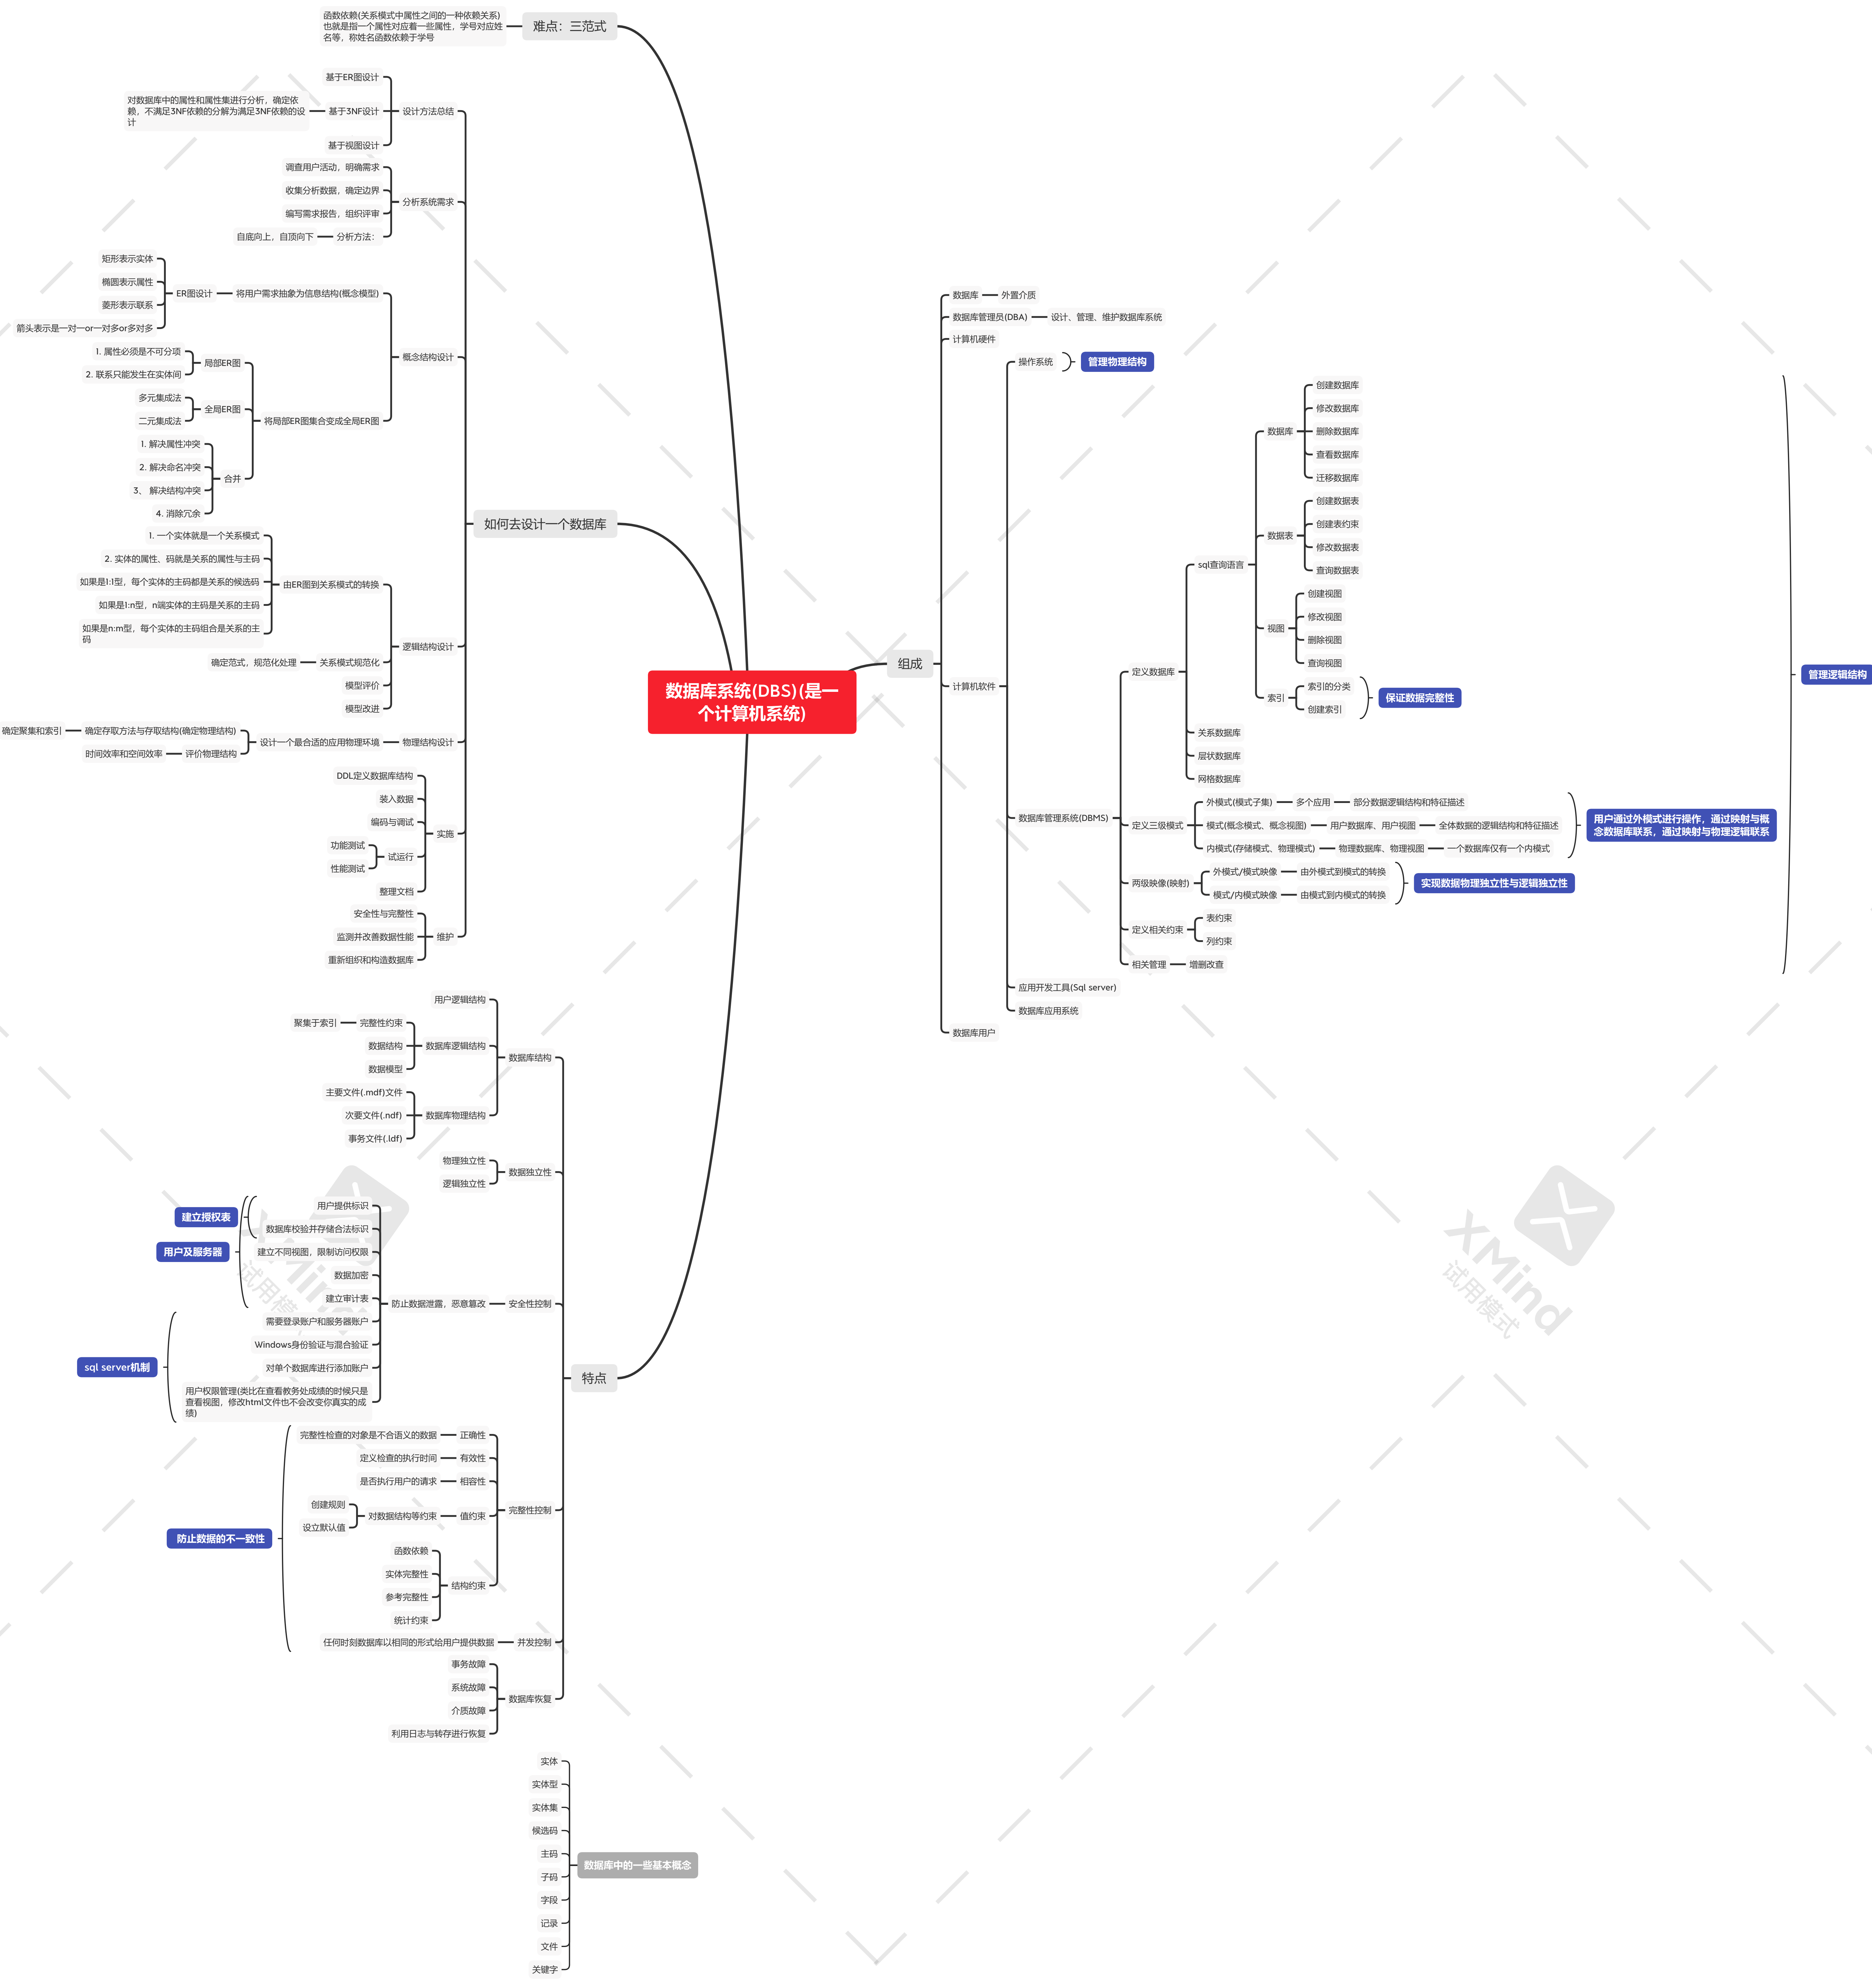 数据库系统(DBS)(是一
个计算机系统)
组成
数据库
外置介质
数据库管理员(DBA)
设计、管理、维护数据库系统
计算机硬件
计算机软件
操作系统
管理物理结构
数据库管理系统(DBMS)
定义数据库
sql查询语言
数据库
创建数据库
修改数据库
删除数据库
查看数据库
迁移数据库
数据表
创建数据表
创建表约束
修改数据表
查询数据表
视图
创建视图
修改视图
删除视图
查询视图
索引
索引的分类
创建索引
保证数据完整性
关系数据库
层状数据库
网格数据库
定义三级模式
外模式(模式子集)
多个应用
部分数据逻辑结构和特征描述
模式(概念模式、概念视图)
用户数据库、用户视图
全体数据的逻辑结构和特征描述
内模式(存储模式、物理模式)
物理数据库、物理视图
一个数据库仅有一个内模式
用户通过外模式进行操作，通过映射与概
念数据库联系，通过映射与物理逻辑联系
两级映像(映射)
外模式/模式映像
由外模式到模式的转换
模式/内模式映像
由模式到内模式的转换
实现数据物理独立性与逻辑独立性
定义相关约束
表约束
列约束
相关管理
增删改查
管理逻辑结构
应用开发工具(Sql server)
数据库应用系统
数据库用户
难点：三范式
函数依赖(关系模式中属性之间的一种依赖关系)
也就是指一个属性对应着一些属性，学号对应姓
名等，称姓名函数依赖于学号
如何去设计一个数据库
设计方法总结
基于ER图设计
基于3NF设计
对数据库中的属性和属性集进行分析，确定依
赖，不满足3NF依赖的分解为满足3NF依赖的设
计
基于视图设计
分析系统需求
调查用户活动，明确需求
收集分析数据，确定边界
编写需求报告，组织评审
分析方法：
自底向上，自顶向下
概念结构设计
将用户需求抽象为信息结构(概念模型)
ER图设计
矩形表示实体
椭圆表示属性
菱形表示联系
箭头表示是一对一or一对多or多对多
将局部ER图集合变成全局ER图
局部ER图
1. 属性必须是不可分项
2. 联系只能发生在实体间
全局ER图
多元集成法
二元集成法
合并
1. 解决属性冲突
2. 解决命名冲突
3、 解决结构冲突
4. 消除冗余
逻辑结构设计
由ER图到关系模式的转换
1. 一个实体就是一个关系模式
2. 实体的属性、码就是关系的属性与主码
如果是1:1型，每个实体的主码都是关系的候选码
如果是1:n型，n端实体的主码是关系的主码
如果是n:m型，每个实体的主码组合是关系的主
码
关系模式规范化
确定范式，规范化处理
模型评价
模型改进
物理结构设计
设计一个最合适的应用物理环境
确定存取方法与存取结构(确定物理结构)
确定聚集和索引
评价物理结构
时间效率和空间效率
实施
DDL定义数据库结构
装入数据
编码与调试
试运行
功能测试
性能测试
整理文档
维护
安全性与完整性
监测并改善数据性能
重新组织和构造数据库
特点
数据库结构
用户逻辑结构
数据库逻辑结构
完整性约束
聚集于索引
数据结构
数据模型
数据库物理结构
主要文件(.mdf)文件
次要文件(.ndf)
事务文件(.ldf)
数据独立性
物理独立性
逻辑独立性
安全性控制
防止数据泄露，恶意篡改
用户提供标识
数据库校验并存储合法标识
建立不同视图，限制访问权限
数据加密
建立审计表
需要登录账户和服务器账户
Windows身份验证与混合验证
对单个数据库进行添加账户
用户权限管理(类比在查看教务处成绩的时候只是
查看视图，修改html文件也不会改变你真实的成
绩)
建立授权表
用户及服务器
sql server机制
完整性控制
正确性
完整性检查的对象是不合语义的数据
有效性
定义检查的执行时间
相容性
是否执行用户的请求
值约束
对数据结构等约束
创建规则
设立默认值
结构约束
函数依赖
实体完整性
参考完整性
统计约束
并发控制
任何时刻数据库以相同的形式给用户提供数据
防止数据的不一致性
数据库恢复
事务故障
系统故障
介质故障
利用日志与转存进行恢复
数据库中的一些基本概念
实体
实体型
实体集
候选码
主码
子码
字段
记录
文件
关键字
XMind
试用模式
XMind
试用模式